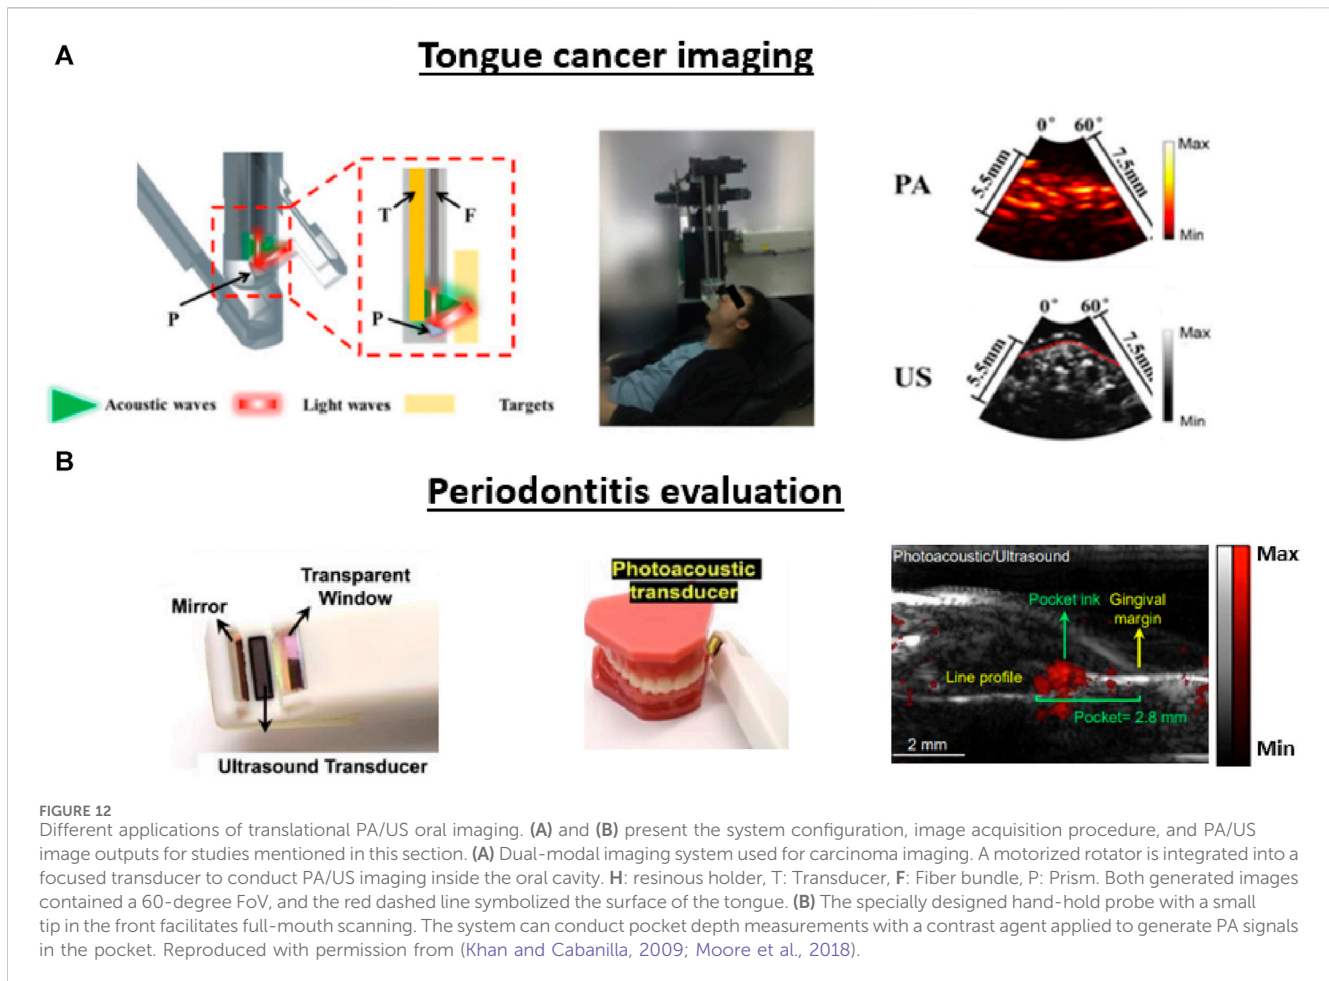 A
Tongue cancer imaging
T
F
P
P
Acoustic waves
Light waves
Targets
PA
0°
60°
5.5mm
7.5mm
Max
Min
US
0°
60°
5.5mm
7.5mm
Max
Min
B
Periodontitis evaluation
Transparent
Window
Mirror
Ultrasound Transducer
Photoacoustic
transducer
Photoacoustic/Ultrasound
Pocket ink
Gingival
margin
Line profile
Pocket= 2.8 mm
2 mm
Max
Min
FIGURE 12
Different applications of translational PA/US oral imaging. (A) and (B) present the system configuration, image acquisition procedure, and PA/US
image outputs for studies mentioned in this section. (A) Dual-modal imaging system used for carcinoma imaging. A motorized rotator is integrated into a
focused transducer to conduct PA/US imaging inside the oral cavity. H: resinous holder, T: Transducer, F: Fiber bundle, P: Prism. Both generated images
contained a 60-degree FoV, and the red dashed line symbolized the surface of the tongue. (B) The specially designed hand-hold probe with a small
tip in the front facilitates full-mouth scanning. The system can conduct pocket depth measurements with a contrast agent applied to generate PA signals
in the pocket. Reproduced with permission from (Khan and Cabanilla, 2009; Moore et al., 2018).